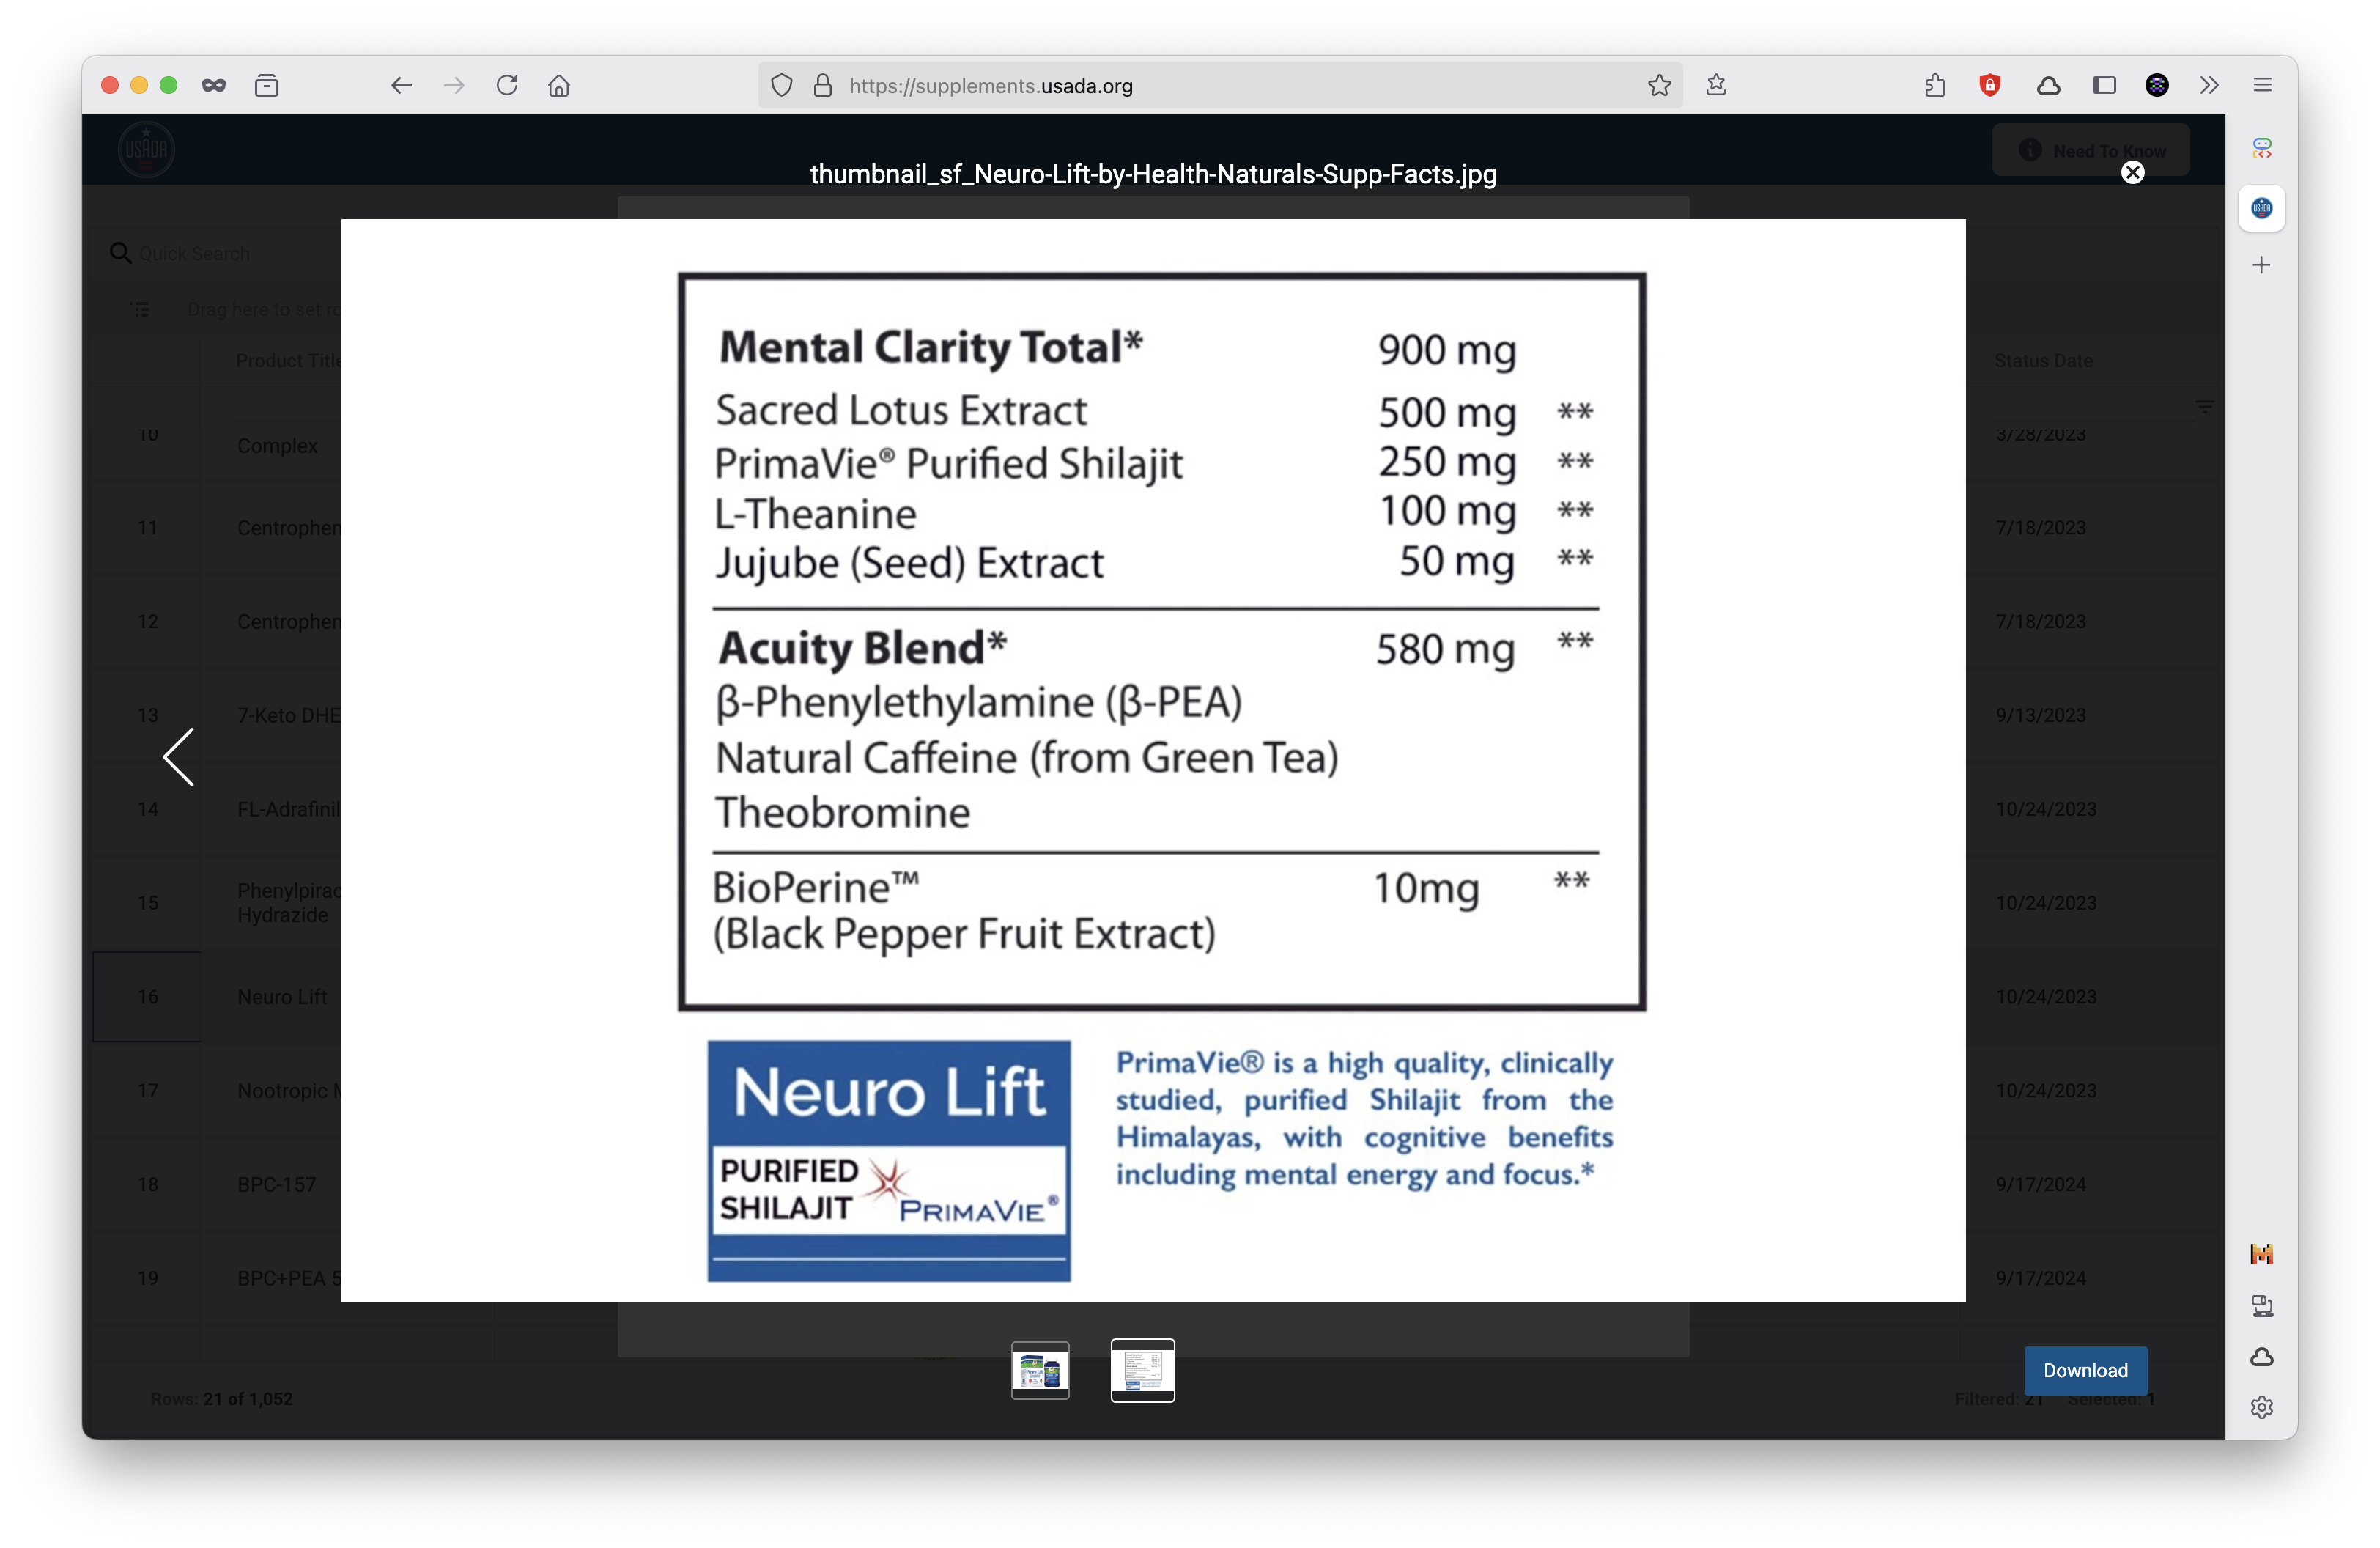 https://supplements.usada.org
USADA
Need To Know
thumbnail_sf_Neuro-Lift-by-Health-Naturals-Supp-Facts.jpg
Quick Search
Drag here to set ro
Product Title
Status Date
10
Complex
3/28/2023
11
Centrophen
7/18/2023
12
Centrophen
7/18/2023
13
7-Keto DHE
9/13/2023
14
FL-Adrafinil
10/24/2023
15
Phenylpirac
Hydrazide
10/24/2023
16
Neuro Lift
10/24/2023
17
Nootropic M
10/24/2023
18
BPC-157
9/17/2024
19
BPC+PEA 5
9/17/2024
Mental Clarity Total* 900 mg
Sacred Lotus Extract 500 mg **
PrimaVie® Purified Shilajit 250 mg **
L-Theanine 100 mg **
Jujube (Seed) Extract 50 mg **
Acuity Blend* 580 mg **
β-Phenylethylamine (β-PEA)
Natural Caffeine (from Green Tea)
Theobromine
BioPerine™ 10mg **
(Black Pepper Fruit Extract)
Neuro Lift
PURIFIED
SHILAJIT PRIMAVIE®
PrimaVie® is a high quality, clinically
studied, purified Shilajit from the
Himalayas, with cognitive benefits
including mental energy and focus.*
Download
Rows: 21 of 1,052
Filtered: 21 Selected: 1